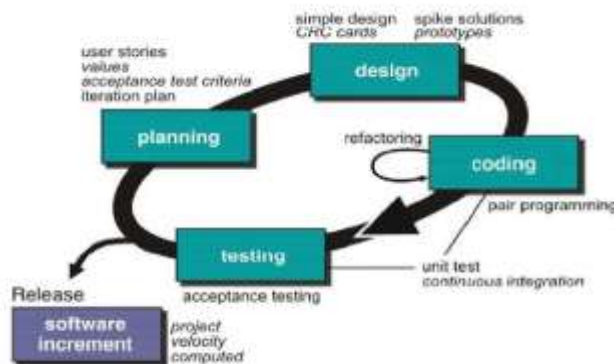 simple design
CRC cards
spike solutions
prototypes
design
user stories
values
acceptance test criteria
iteration plan
planning
refactoring
coding
pair programming
testing
acceptance testing
unit test
continuous integration
Release
software
increment
project
velocity
computed